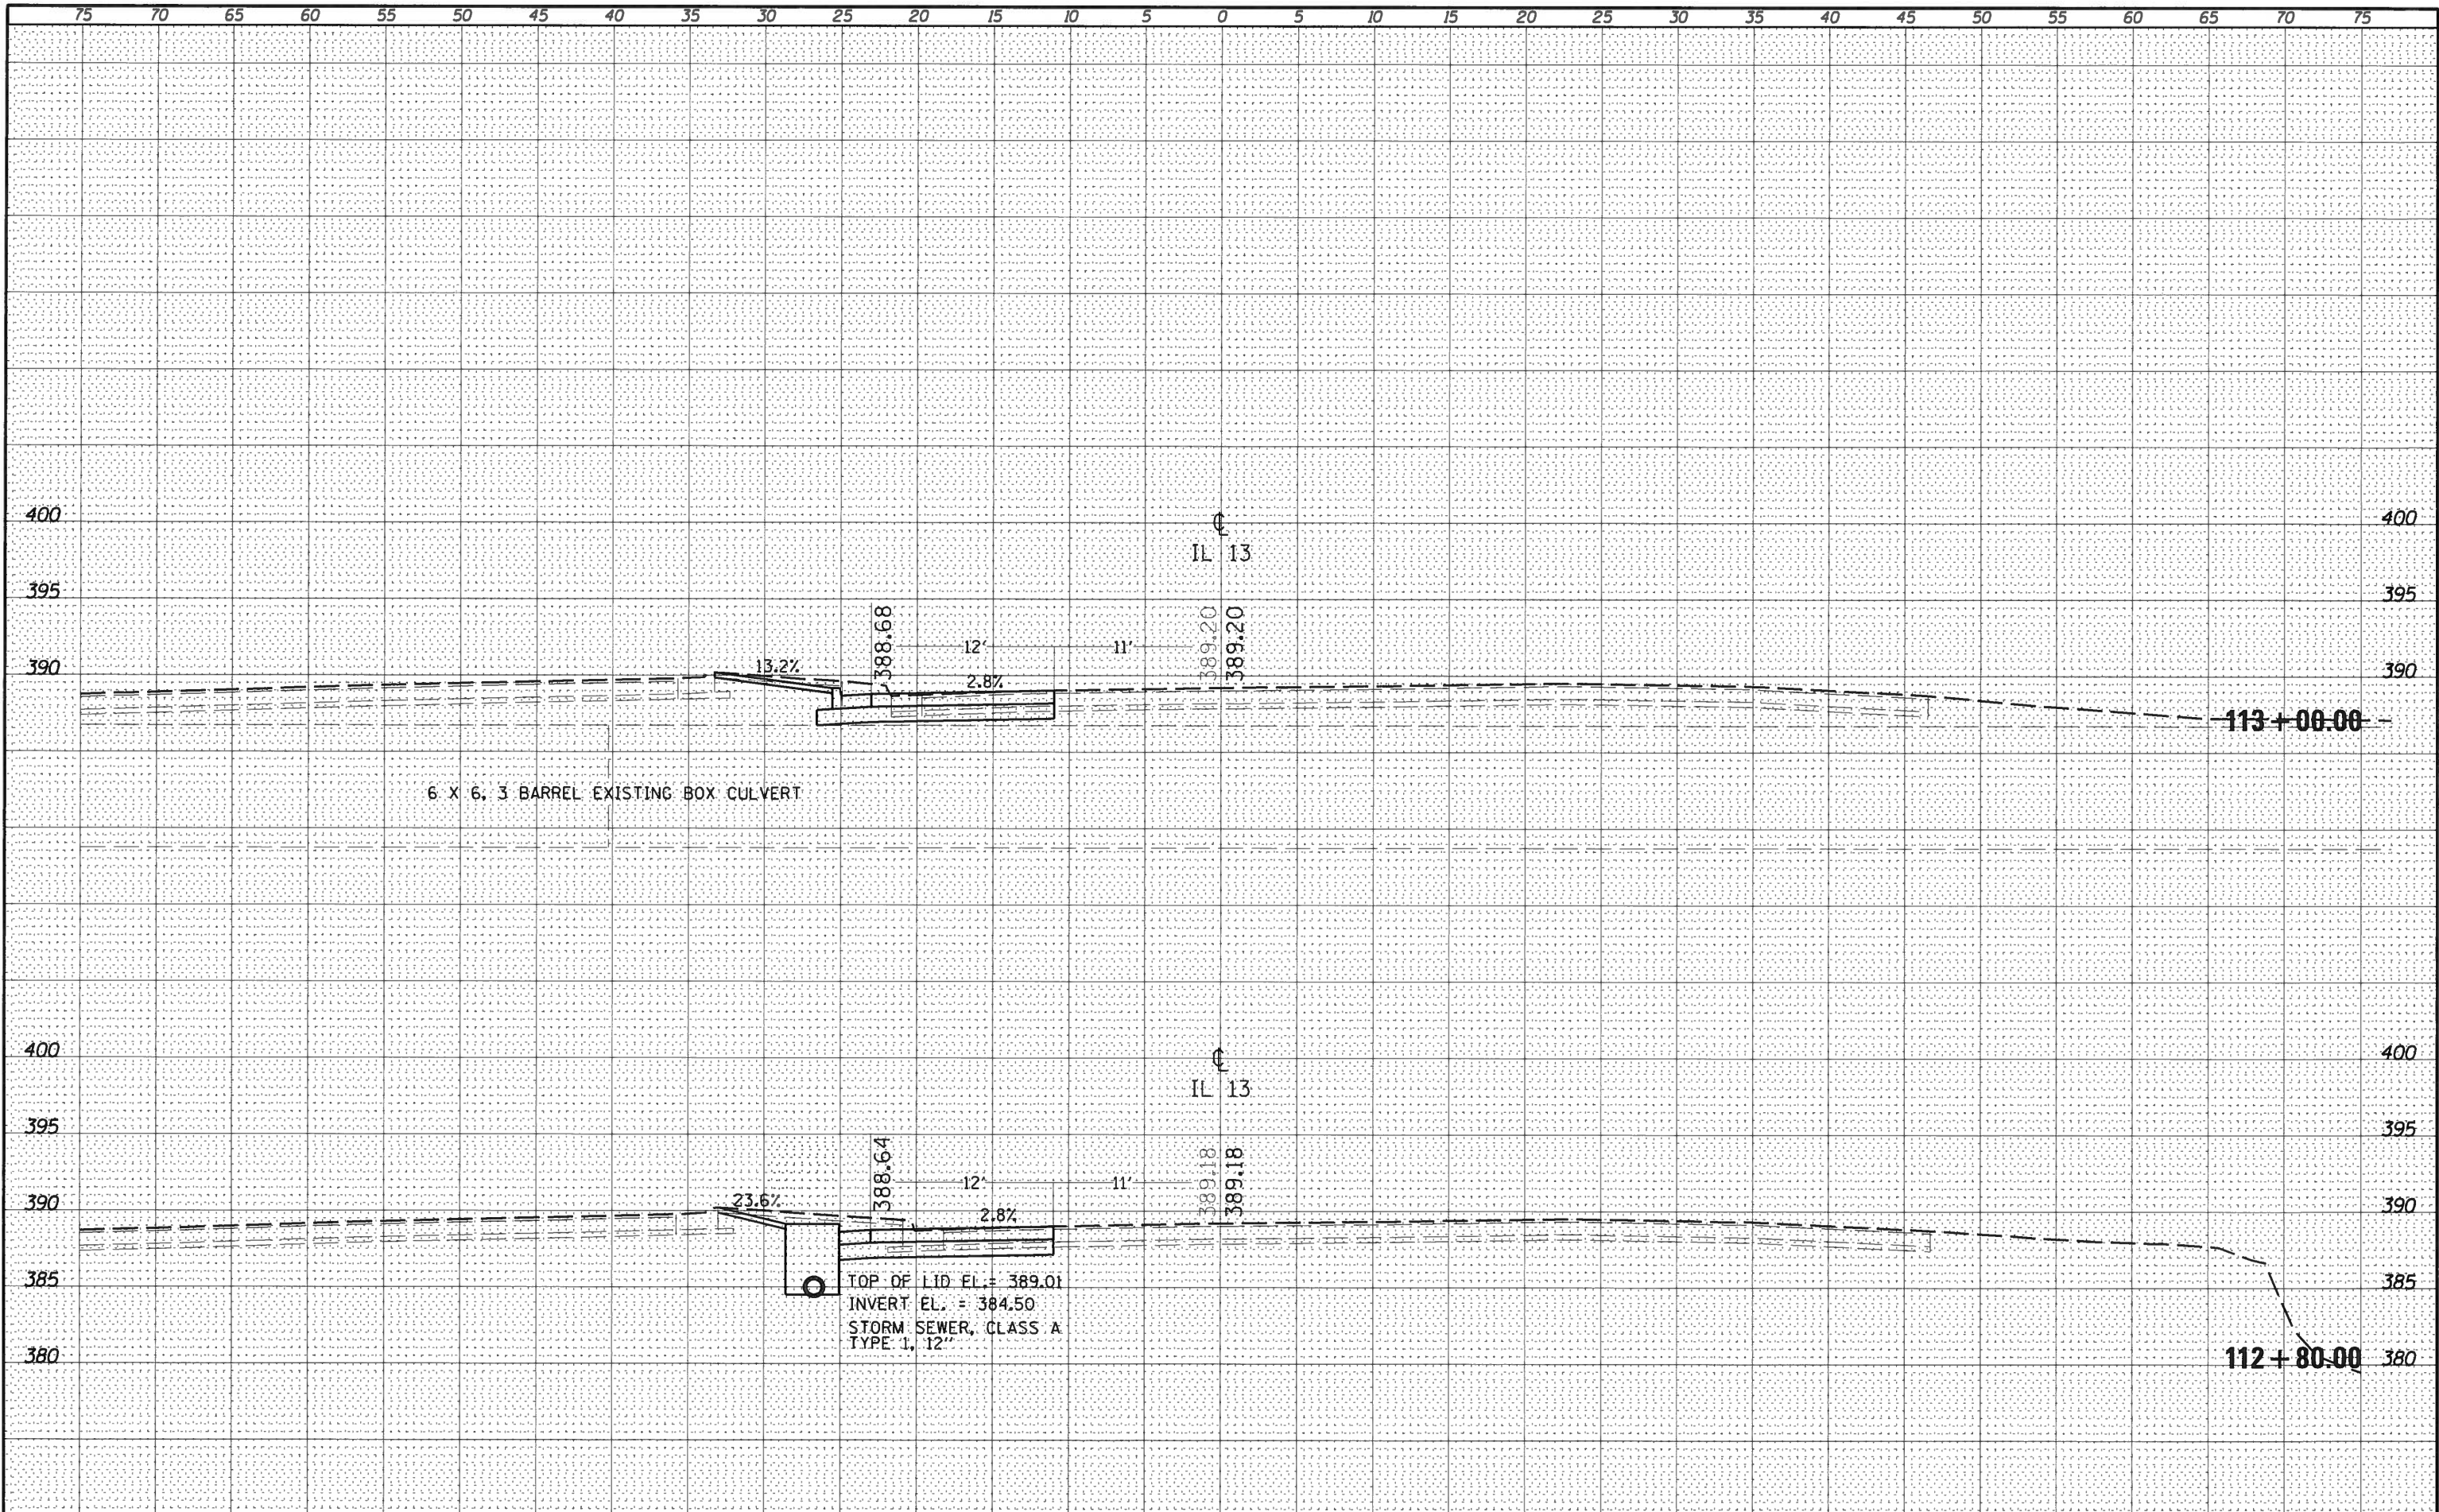 75 70 65 60 55 50 45 40 35 30 25 20 15 10 5 0 5 10 15 20 25 30 35 40 45 50 55 60 65 70 75
400 400
℄
IL 13
395 395
388.68
389.20
389.20
12' 11'
390 13.2% 2.8% 390
113 + 00.00
6 X 6, 3 BARREL EXISTING BOX CULVERT
400 400
℄
IL 13
395 395
388.64
389.18
389.18
12' 11'
390 23.6% 2.8% 390
385 TOP OF LID EL.= 389.01 385
INVERT EL. = 384.50
STORM SEWER, CLASS A
TYPE 1, 12"
380 112 + 80.00 380